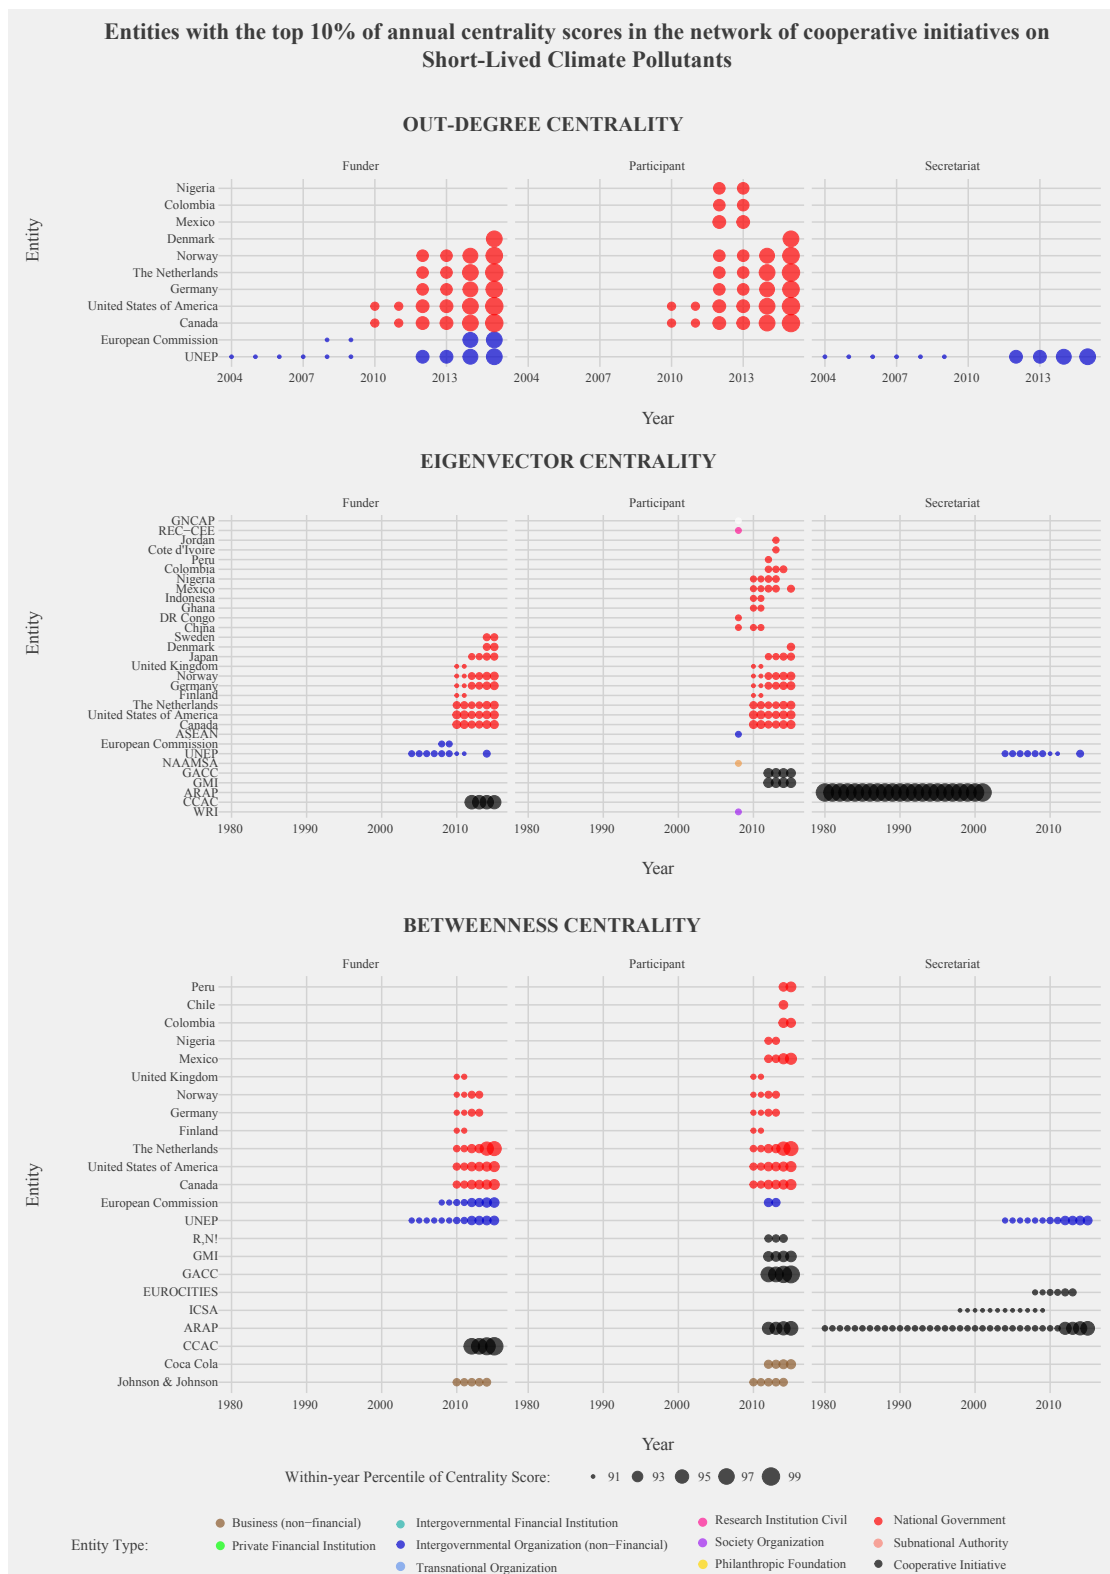 Entities with the top 10% of annual centrality scores in the network of cooperative initiatives on
Short-Lived Climate Pollutants
OUT-DEGREE CENTRALITY
Funder Participant Secretariat
Entity
Nigeria
Colombia
Mexico
Denmark
Norway
The Netherlands
Germany
United States of America
Canada
European Commission
UNEP
2004 2007 2010 2013 2004 2007 2010 2013 2004 2007 2010 2013
Year
EIGENVECTOR CENTRALITY
Funder Participant Secretariat
Entity
GNCAP
REC−CEE
Jordan
Cote d'Ivoire
Peru
Colombia
Nigeria
Mexico
Indonesia
Ghana
DR Congo
China
Sweden
Denmark
Japan
United Kingdom
Norway
Germany
Finland
The Netherlands
United States of America
Canada
ASEAN
European Commission
UNEP
NAAMSA
GACC
GMI
ARAP
CCAC
WRI
1980 1990 2000 2010 1980 1990 2000 2010 1980 1990 2000 2010
Year
BETWEENNESS CENTRALITY
Funder Participant Secretariat
Entity
Peru
Chile
Colombia
Nigeria
Mexico
United Kingdom
Norway
Germany
Finland
The Netherlands
United States of America
Canada
European Commission
UNEP
R,N!
GMI
GACC
EUROCITIES
ICSA
ARAP
CCAC
Coca Cola
Johnson & Johnson
1980 1990 2000 2010 1980 1990 2000 2010 1980 1990 2000 2010
Year
Within-year Percentile of Centrality Score: 91 93 95 97 99
Entity Type:
Business (non−financial)
Private Financial Institution
Intergovernmental Financial Institution
Intergovernmental Organization (non-Financial)
Transnational Organization
Research Institution Civil
Society Organization
Philanthropic Foundation
National Government
Subnational Authority
Cooperative Initiative